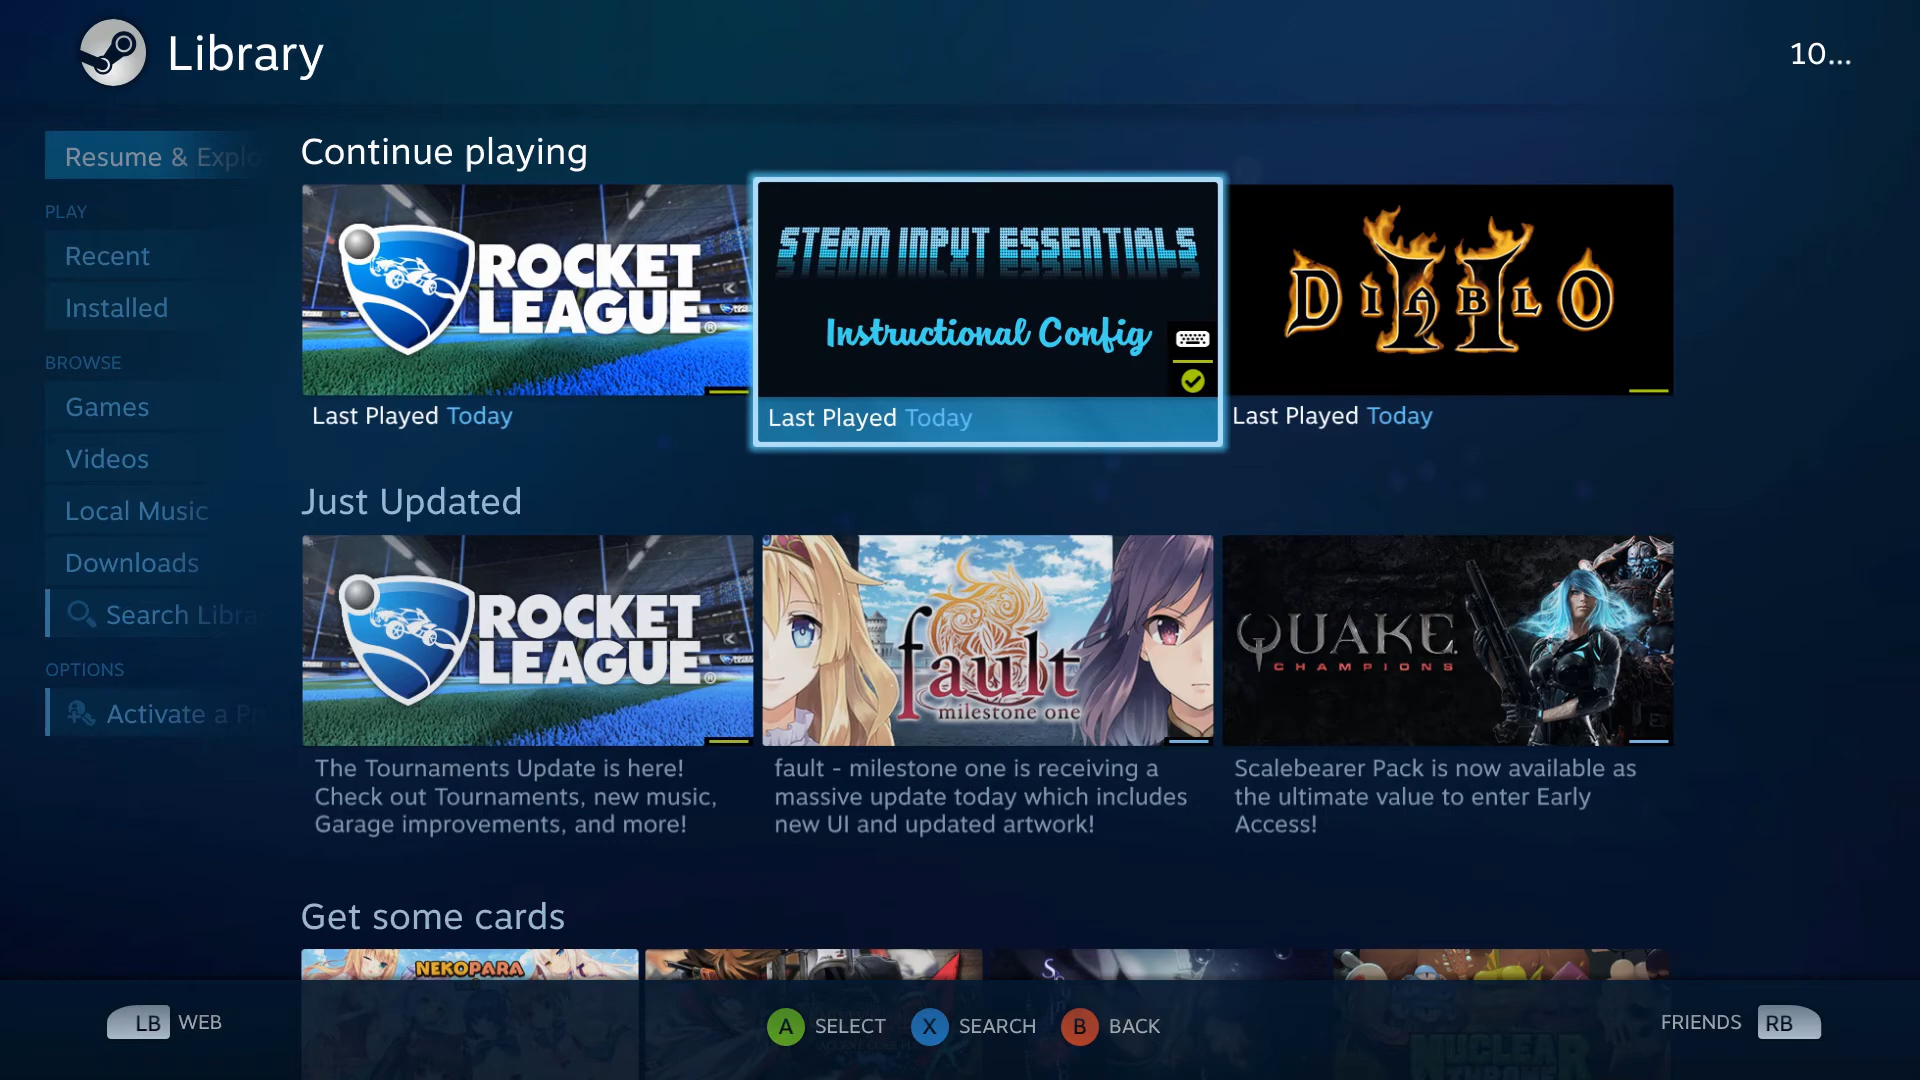 Library
10...
Resume & Explo
PLAY
Recent
Installed
BROWSE
Games
Videos
Local Music
Downloads
Search Libra
OPTIONS
Activate a Pr
Continue playing
ROCKET
LEAGUE®
Last Played Today
STEAM INPUT ESSENTIALS
Instructional Config
Last Played Today
DIABLO
II
Last Played Today
Just Updated
ROCKET
LEAGUE®
The Tournaments Update is here!
Check out Tournaments, new music,
Garage improvements, and more!
fault
milestone one
fault - milestone one is receiving a
massive update today which includes
new UI and updated artwork!
QUAKE
CHAMPIONS
Scalebearer Pack is now available as
the ultimate value to enter Early
Access!
Get some cards
NEKOPARA
NUCLEAR
THRONE
LB WEB
A SELECT X SEARCH B BACK
FRIENDS RB